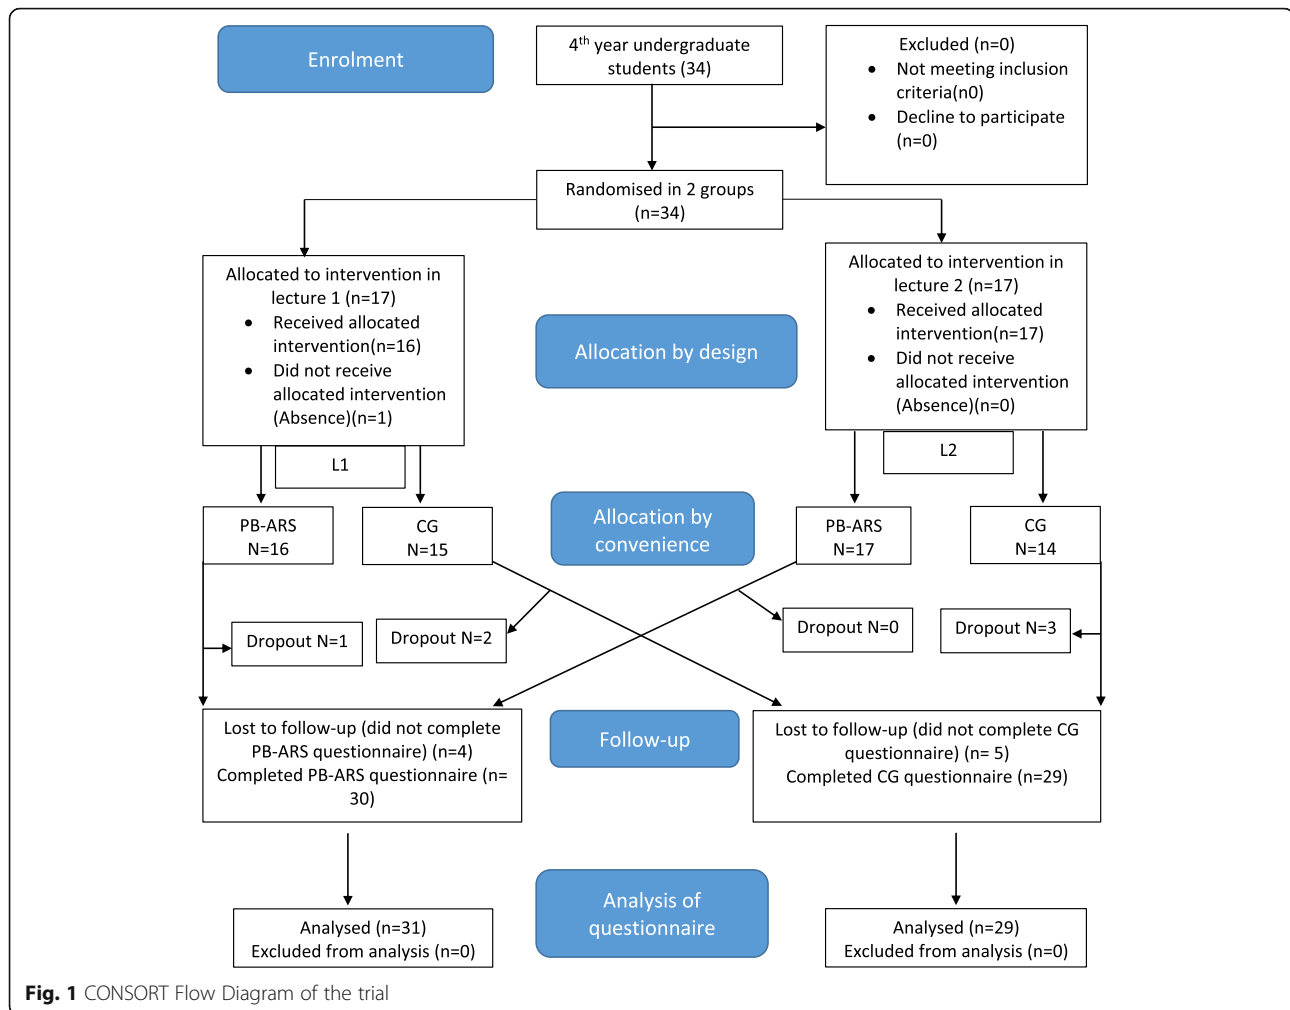 Enrolment
4th year undergraduate
students (34)
Excluded (n=0)
• Not meeting inclusion
criteria(n0)
• Decline to participate
(n=0)
Randomised in 2 groups
(n=34)
Allocated to intervention in
lecture 1 (n=17)
• Received allocated
intervention(n=16)
• Did not receive
allocated intervention
(Absence)(n=1)
Allocation by design
Allocated to intervention in
lecture 2 (n=17)
• Received allocated
intervention(n=17)
• Did not receive
allocated intervention
(Absence)(n=0)
L1
L2
PB-ARS
N=16
CG
N=15
Allocation by
convenience
PB-ARS
N=17
CG
N=14
Dropout N=1
Dropout N=2
Dropout N=0
Dropout N=3
Lost to follow-up (did not complete
PB-ARS questionnaire) (n=4)
Completed PB-ARS questionnaire (n=
30)
Follow-up
Lost to follow-up (did not complete CG
questionnaire) (n= 5)
Completed CG questionnaire (n=29)
Analysis of
questionnaire
Analysed (n=31)
Excluded from analysis (n=0)
Analysed (n=29)
Excluded from analysis (n=0)
Fig. 1 CONSORT Flow Diagram of the trial